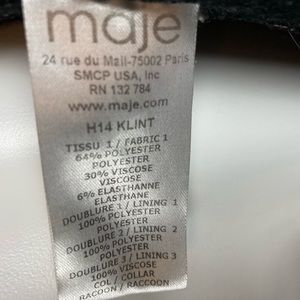 maje
24 rue du Mail-75002 Paris
SMCP USA, Inc
RN 132 784
www.maje.com
H14 KLINT
TISSU 1 / FABRIC 1
64% POLYESTER
POLYESTER
30% VISCOSE
VISCOSE
6% ELASTHANNE
ELASTHANE
DOUBLURE 1 / LINING 1
100% POLYESTER
POLYESTER
DOUBLURE 2 / LINING 2
100% POLYESTER
POLYESTER
DOUBLURE 3 / LINING 3
100% VISCOSE
COL / COLLAR
RACOON / RACCOON